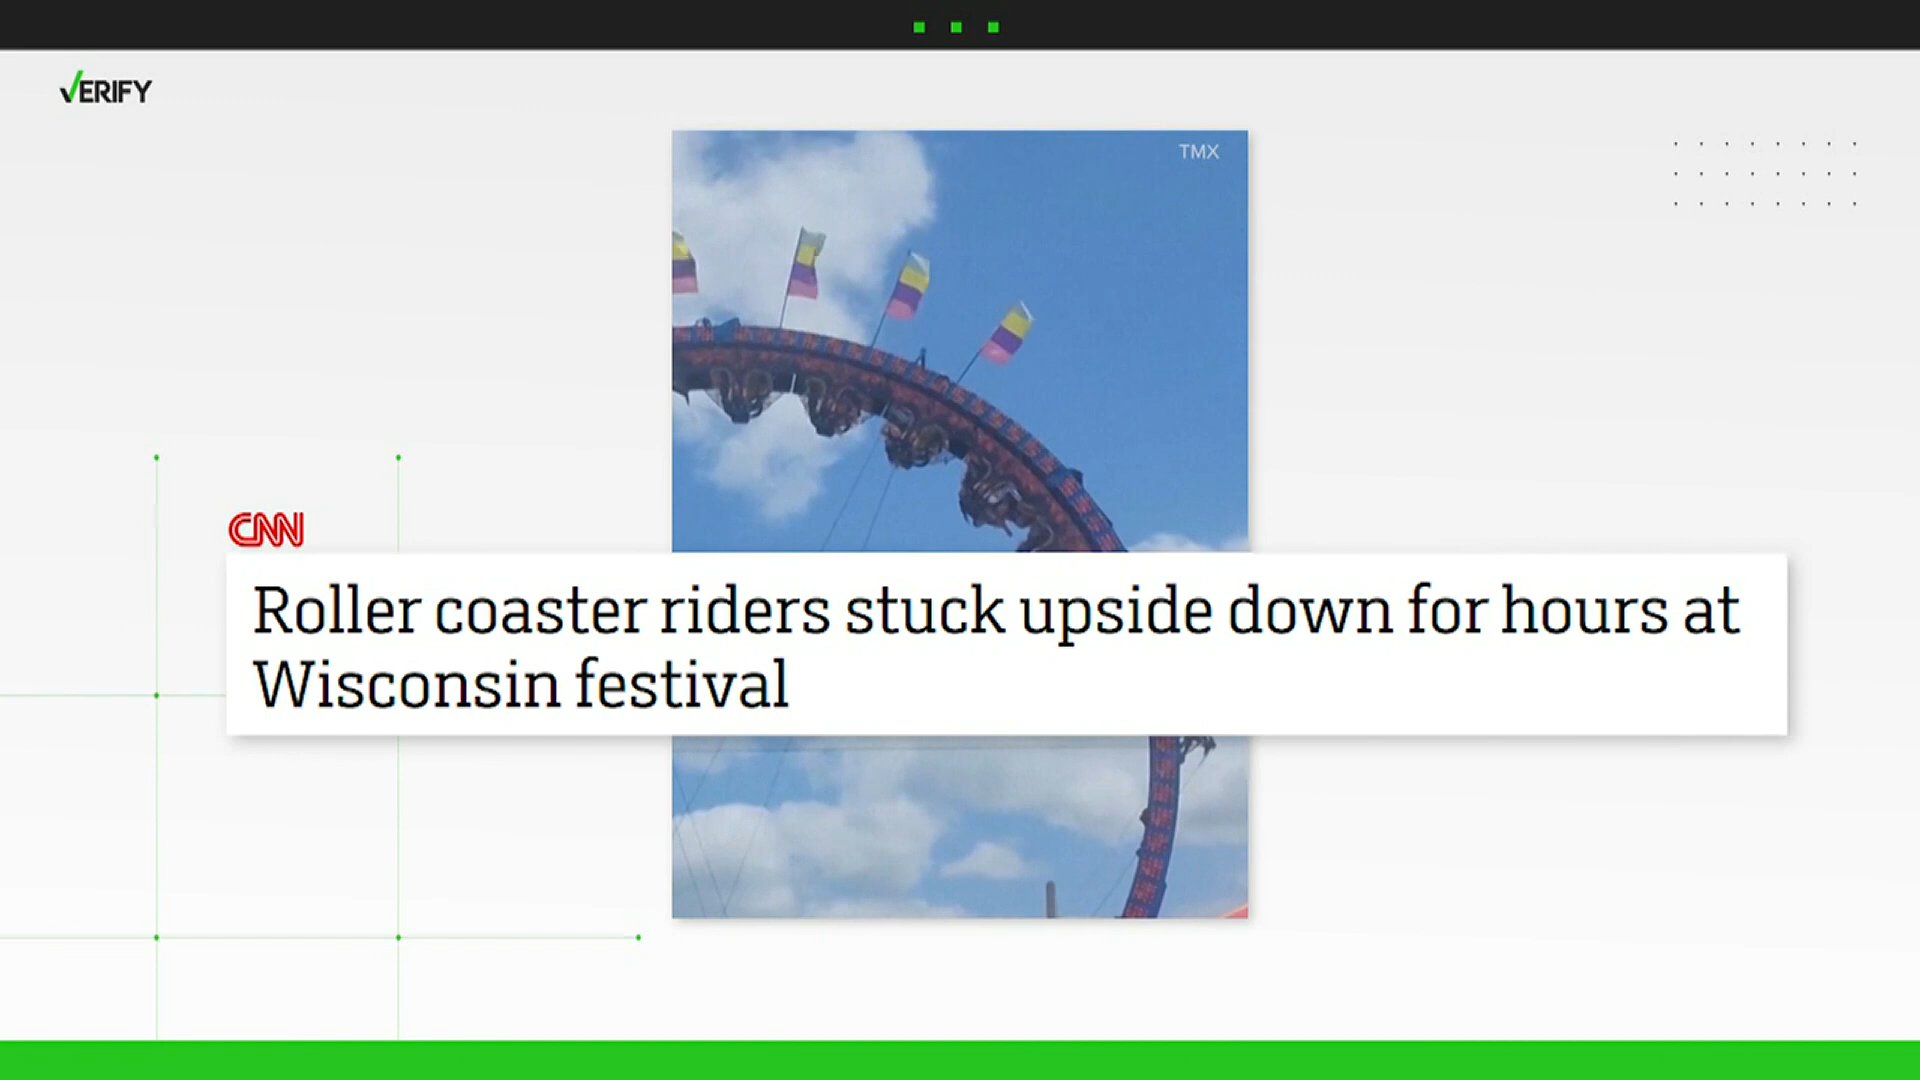 VERIFY
TMX
CNN
Roller coaster riders stuck upside down for hours at
Wisconsin festival